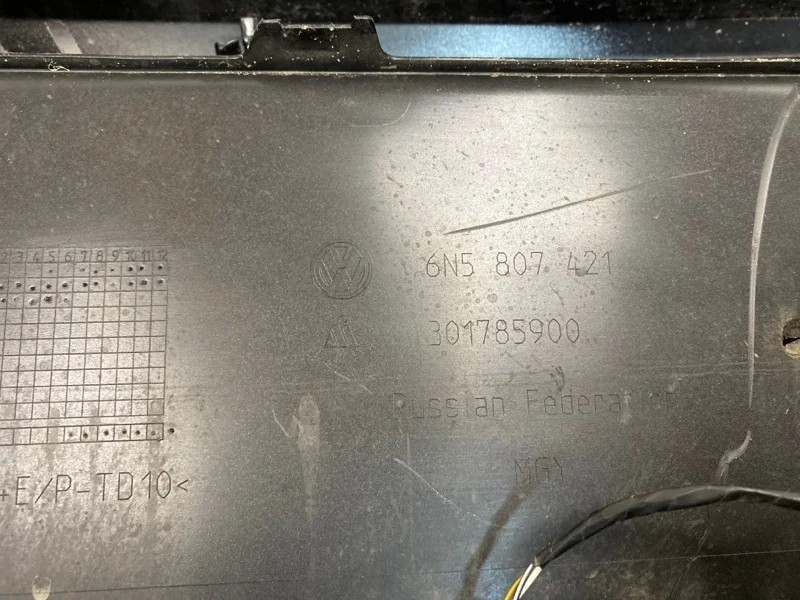 2 3 4 5 6 7 8 9 10 11 12
6N5 807 421
301785900
Russian Federation
+E/P-TD10<
MGY